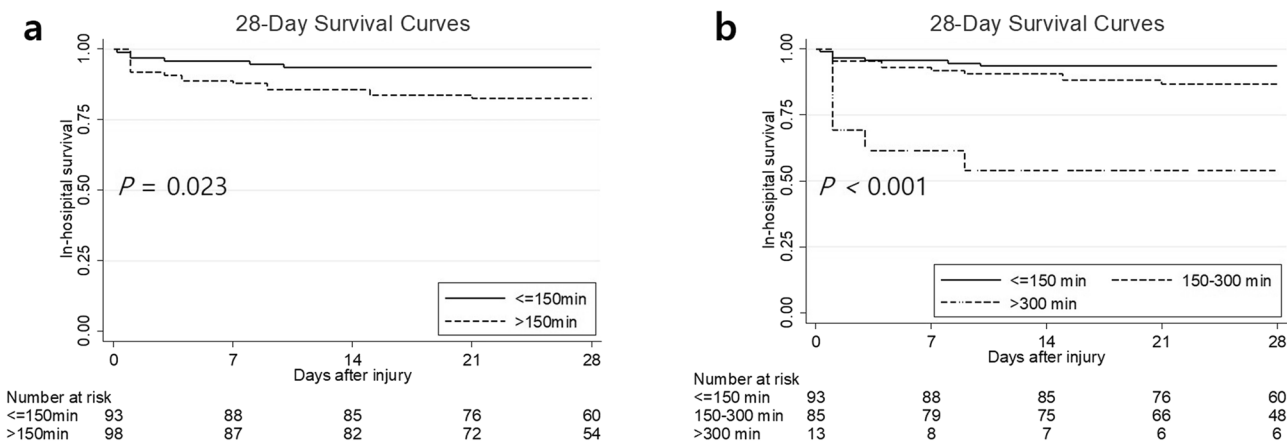 a
28-Day Survival Curves
In-hosipital survival
1.00
0.75
0.50
0.25
0.00
P = 0.023
<=150min
>150min
0 7 14 21 28
Days after injury
Number at risk
<=150min 93 88 85 76 60
>150min 98 87 82 72 54
b
28-Day Survival Curves
In-hosipital survival
1.00
0.75
0.50
0.25
0.00
P < 0.001
<=150 min 150-300 min
>300 min
0 7 14 21 28
Days after injury
Number at risk
<=150 min 93 88 85 76 60
150-300 min 85 79 75 66 48
>300 min 13 8 7 6 6